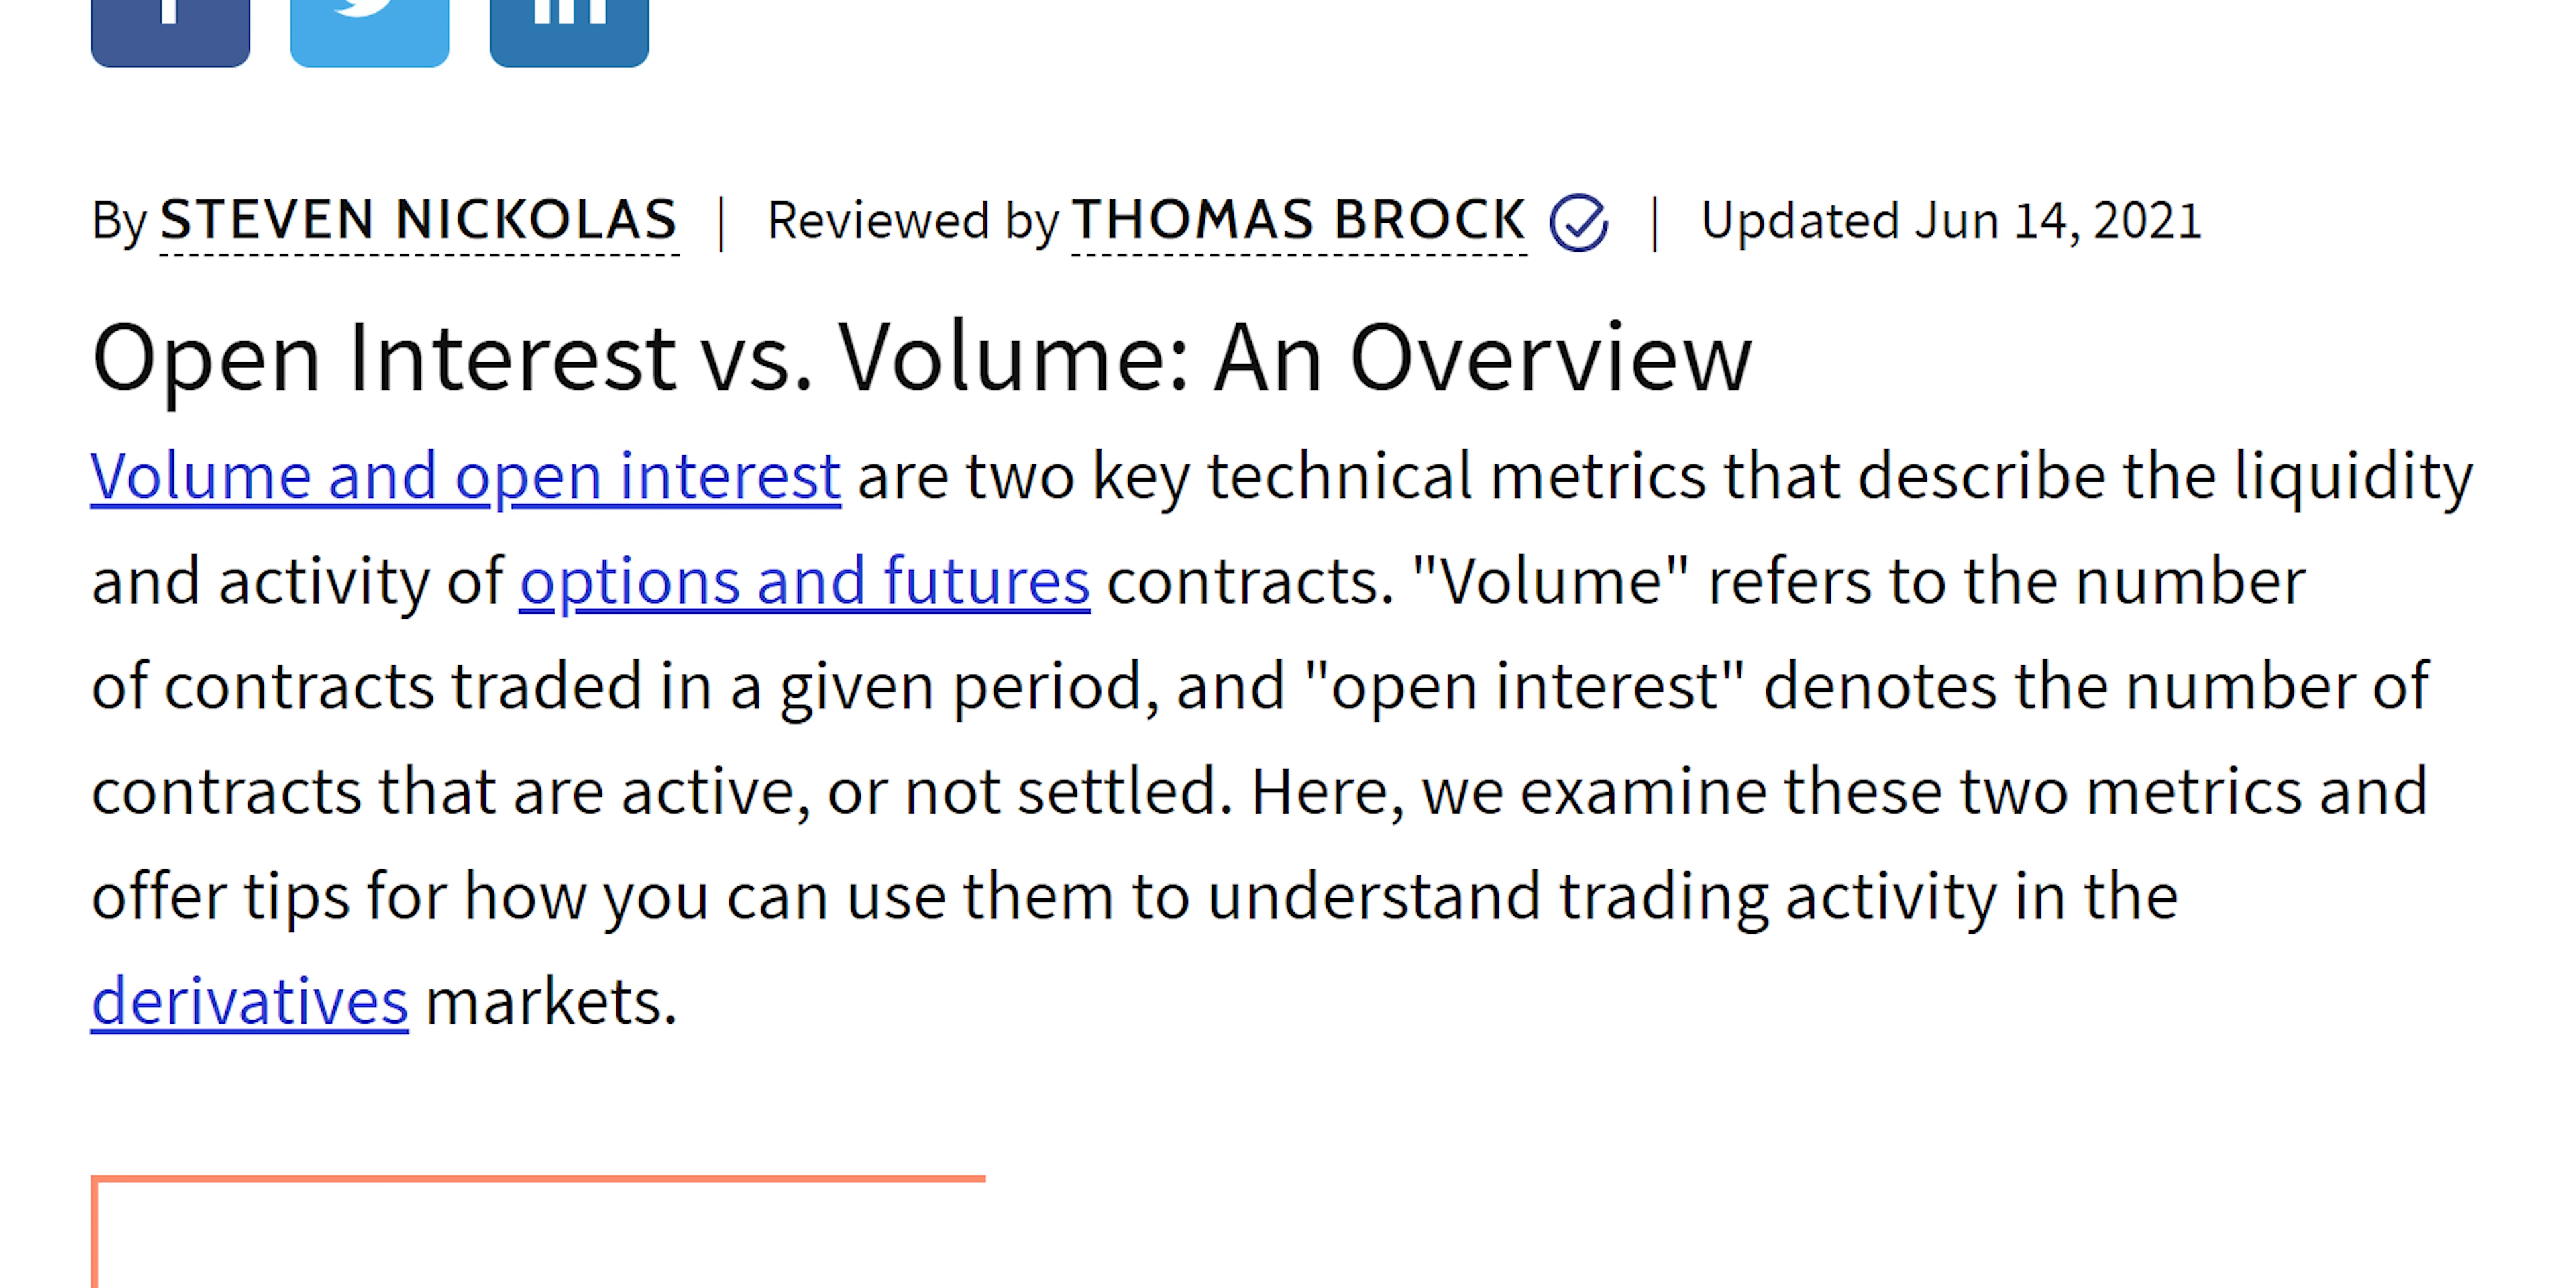 By STEVEN NICKOLAS | Reviewed by THOMAS BROCK | Updated Jun 14, 2021
Open Interest vs. Volume: An Overview
Volume and open interest are two key technical metrics that describe the liquidity
and activity of options and futures contracts. "Volume" refers to the number
of contracts traded in a given period, and "open interest" denotes the number of
contracts that are active, or not settled. Here, we examine these two metrics and
offer tips for how you can use them to understand trading activity in the
derivatives markets.